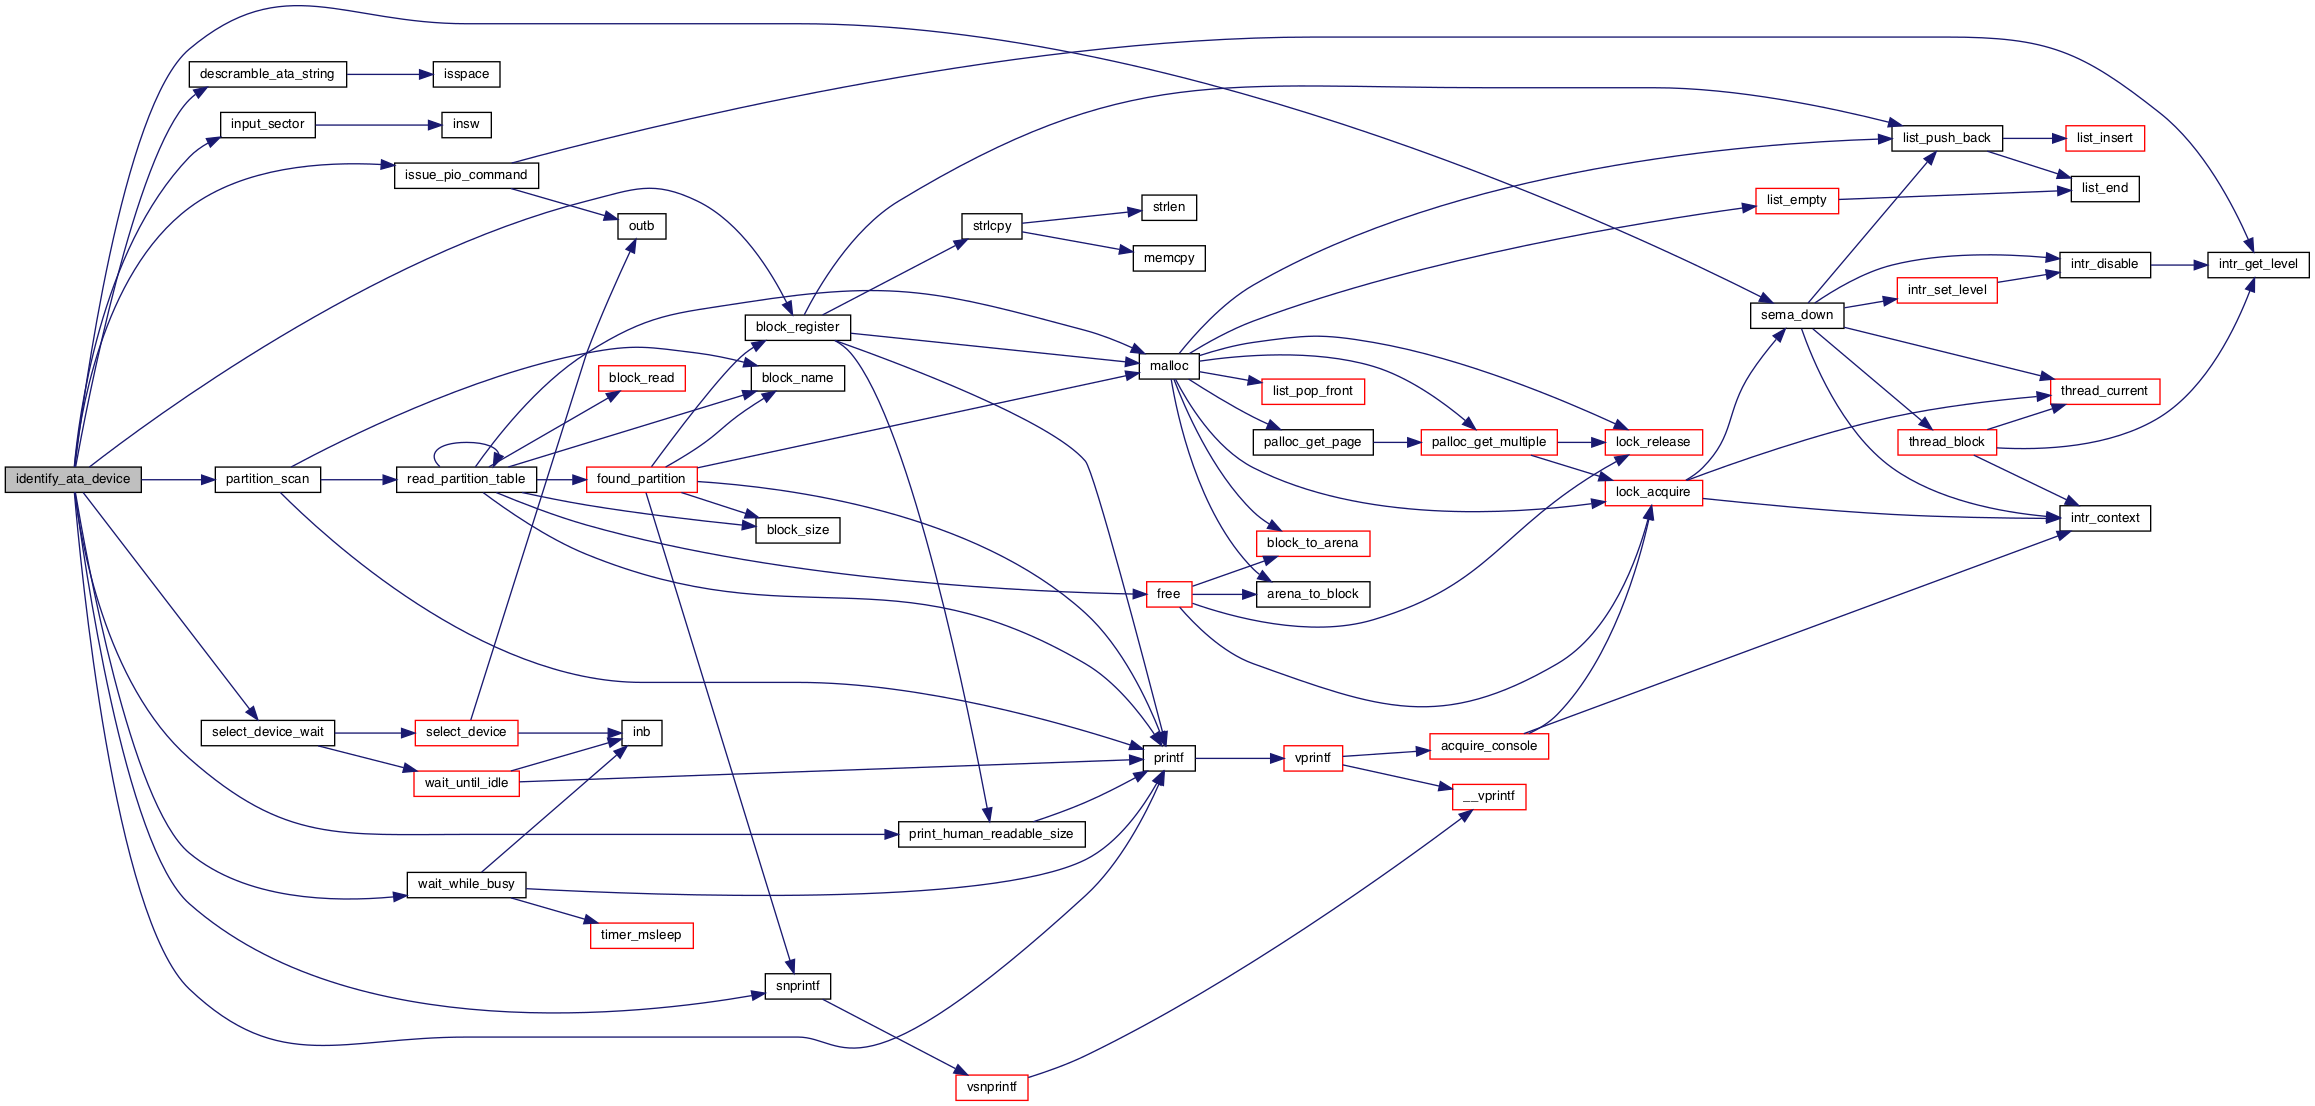 identify_ata_device
descramble_ata_string
isspace
input_sector
insw
issue_pio_command
outb
block_register
strlcpy
strlen
memcpy
list_push_back
list_insert
list_end
list_empty
intr_disable
intr_get_level
intr_set_level
sema_down
malloc
block_read
block_name
list_pop_front
thread_current
palloc_get_page
palloc_get_multiple
lock_release
thread_block
partition_scan
read_partition_table
found_partition
lock_acquire
block_size
intr_context
block_to_arena
free
arena_to_block
select_device_wait
select_device
inb
wait_until_idle
printf
vprintf
acquire_console
__vprintf
print_human_readable_size
wait_while_busy
timer_msleep
snprintf
vsnprintf